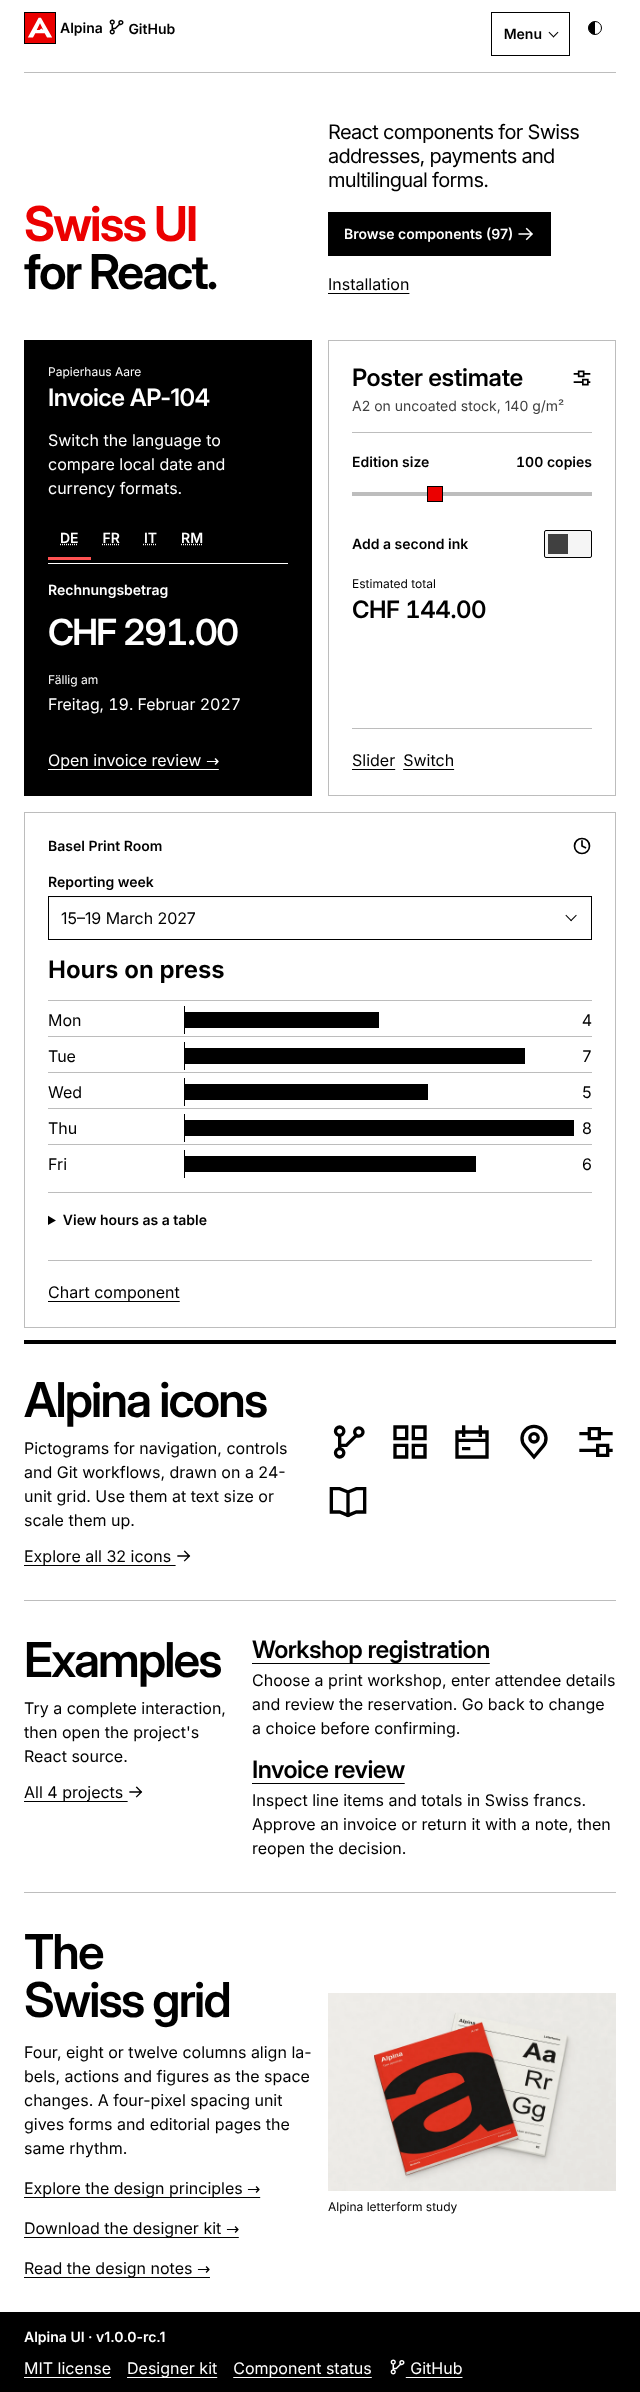 Alpina GitHub
Menu
React components for Swiss
addresses, payments and
multilingual forms.
Swiss UI
for React.
Browse components (97) →
Installation
Papierhaus Aare
Invoice AP-104
Switch the language to
compare local date and
currency formats.
DE FR IT RM
Rechnungsbetrag
CHF 291.00
Fällig am
Freitag, 19. Februar 2027
Open invoice review →
Poster estimate
A2 on uncoated stock, 140 g/m²
Edition size 100 copies
Add a second ink
Estimated total
CHF 144.00
Slider Switch
Basel Print Room
Reporting week
15–19 March 2027
Hours on press
Mon 4
Tue 7
Wed 5
Thu 8
Fri 6
View hours as a table
Chart component
Alpina icons
Pictograms for navigation, controls
and Git workflows, drawn on a 24-
unit grid. Use them at text size or
scale them up.
Explore all 32 icons →
Examples
Try a complete interaction,
then open the project's
React source.
All 4 projects →
Workshop registration
Choose a print workshop, enter attendee details
and review the reservation. Go back to change
a choice before confirming.
Invoice review
Inspect line items and totals in Swiss francs.
Approve an invoice or return it with a note, then
reopen the decision.
The
Swiss grid
Four, eight or twelve columns align la-
bels, actions and figures as the space
changes. A four-pixel spacing unit
gives forms and editorial pages the
same rhythm.
Explore the design principles →
Download the designer kit →
Read the design notes →
Alpina
a
Alpina
Aa
Rr
Gg
Alpina letterform study
Alpina UI · v1.0.0-rc.1
MIT license Designer kit Component status GitHub